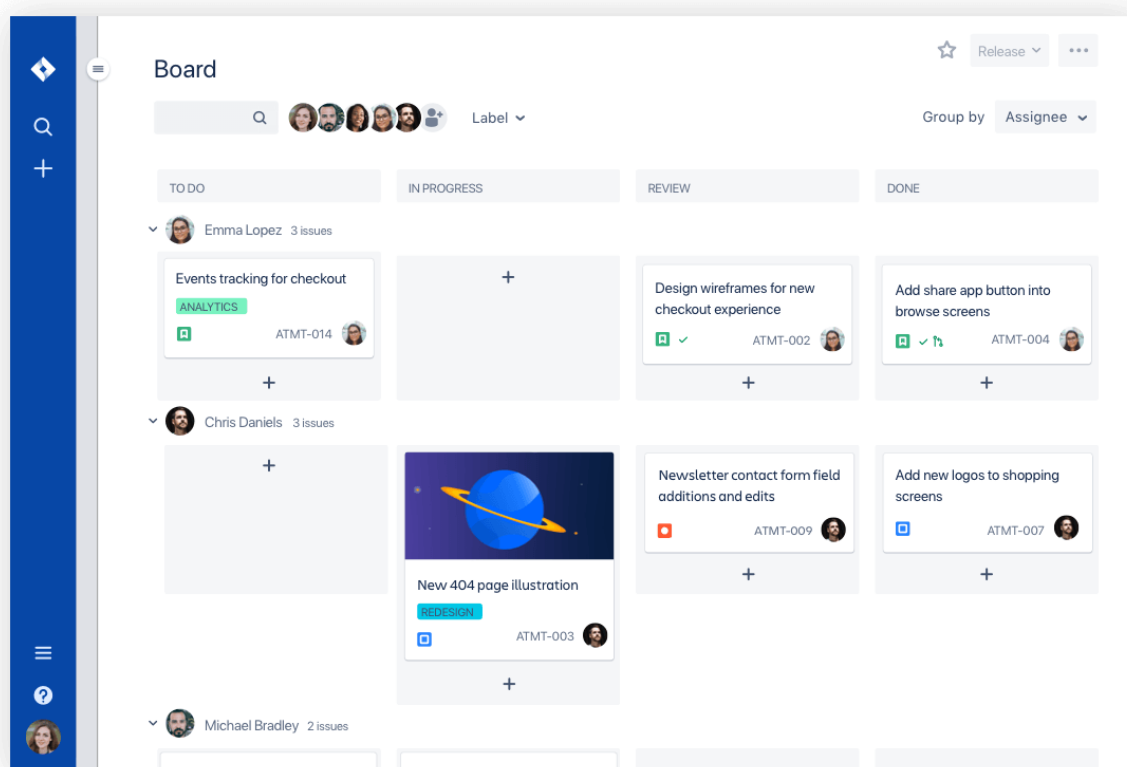 Board
Release
Label
Group by Assignee
TO DO
IN PROGRESS
REVIEW
DONE
Emma Lopez 3 issues
Events tracking for checkout
ANALYTICS
ATMT-014
Design wireframes for new
checkout experience
ATMT-002
Add share app button into
browse screens
ATMT-004
Chris Daniels 3 issues
New 404 page illustration
REDESIGN
ATMT-003
Newsletter contact form field
additions and edits
ATMT-009
Add new logos to shopping
screens
ATMT-007
Michael Bradley 2 issues